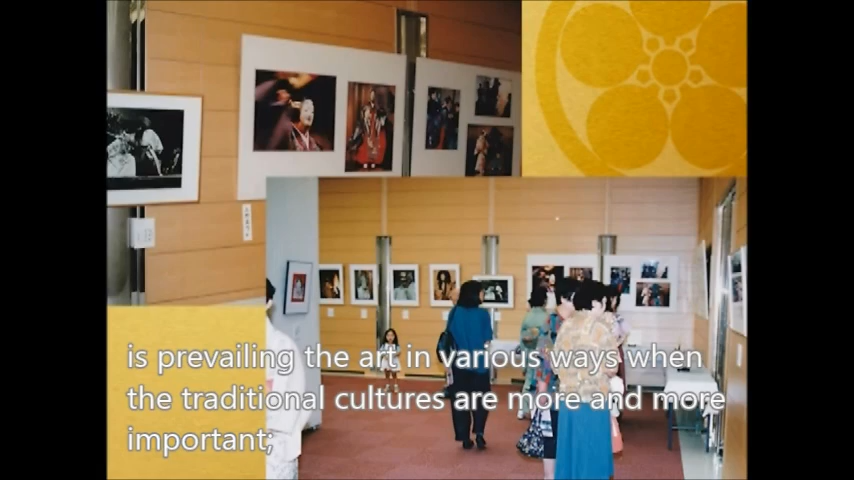 is prevailing the art in various ways when
the traditional cultures are more and more
important;